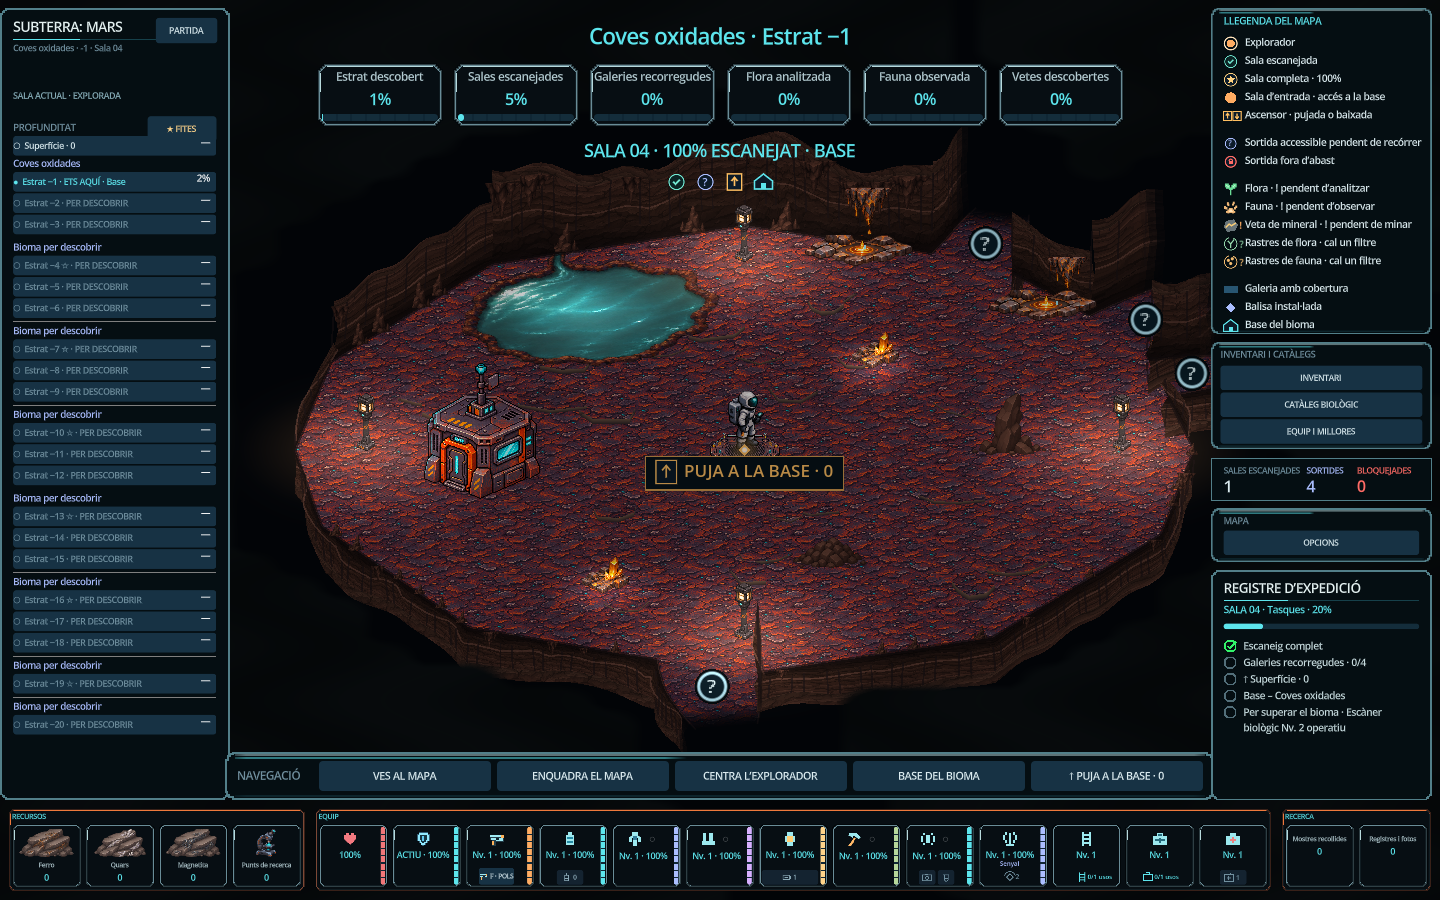 SUBTERRA: MARS
PARTIDA
Coves oxidades · -1 · Sala 04
SALA ACTUAL · EXPLORADA
PROFUNDITAT
★ FITES
Superfície · 0 —
Coves oxidades
Estrat −1 · ETS AQUÍ · Base 2%
Estrat −2 · PER DESCOBRIR —
Estrat −3 · PER DESCOBRIR —
Bioma per descobrir
Estrat −4 ☆ · PER DESCOBRIR —
Estrat −5 · PER DESCOBRIR —
Estrat −6 · PER DESCOBRIR —
Bioma per descobrir
Estrat −7 ☆ · PER DESCOBRIR —
Estrat −8 · PER DESCOBRIR —
Estrat −9 · PER DESCOBRIR —
Bioma per descobrir
Estrat −10 ☆ · PER DESCOBRIR —
Estrat −11 · PER DESCOBRIR —
Estrat −12 · PER DESCOBRIR —
Bioma per descobrir
Estrat −13 ☆ · PER DESCOBRIR —
Estrat −14 · PER DESCOBRIR —
Estrat −15 · PER DESCOBRIR —
Bioma per descobrir
Estrat −16 ☆ · PER DESCOBRIR —
Estrat −17 · PER DESCOBRIR —
Estrat −18 · PER DESCOBRIR —
Bioma per descobrir
Estrat −19 ☆ · PER DESCOBRIR —
Bioma per descobrir
Estrat −20 · PER DESCOBRIR —
Coves oxidades · Estrat −1
Estrat descobert
1%
Sales escanejades
5%
Galeries recorregudes
0%
Flora analitzada
0%
Fauna observada
0%
Vetes descobertes
0%
SALA 04 · 100% ESCANEJAT · BASE
?
?
?
?
?
↑ PUJA A LA BASE · 0
NAVEGACIÓ
VES AL MAPA
ENQUADRA EL MAPA
CENTRA L’EXPLORADOR
BASE DEL BIOMA
↑ PUJA A LA BASE · 0
LLEGENDA DEL MAPA
Explorador
Sala escanejada
Sala completa · 100%
Sala d’entrada · accés a la base
Ascensor · pujada o baixada
? Sortida accessible pendent de recórrer
Sortida fora d’abast
Flora · ! pendent d’analitzar
Fauna · ! pendent d’observar
! Veta de mineral · ! pendent de minar
? Rastres de flora · cal un filtre
? Rastres de fauna · cal un filtre
Galeria amb cobertura
Balisa instal·lada
Base del bioma
INVENTARI I CATÀLEGS
INVENTARI
CATÀLEG BIOLÒGIC
EQUIP I MILLORES
SALES ESCANEJADES SORTIDES BLOQUEJADES
1 4 0
MAPA
OPCIONS
REGISTRE D’EXPEDICIÓ
SALA 04 · Tasques · 20%
Escaneig complet
Galeries recorregudes · 0/4
↑ Superfície · 0
Base – Coves oxidades
Per superar el bioma · Escàner
biològic Nv. 2 operatiu
RECURSOS
Ferro
0
Quars
0
Magnetita
0
Punts de recerca
0
EQUIP
100%
ACTIU · 100%
Nv. 1 · 100%
F · POLS
Nv. 1 · 100%
0
Nv. 1 · 100%
Nv. 1 · 100%
Nv. 1 · 100%
1
Nv. 1 · 100%
Nv. 1 · 100%
Nv. 1 · 100%
Senyal
2
Nv. 1
0/1 usos
Nv. 1
0/1 usos
Nv. 1
1
RECERCA
Mostres recollides
0
Registres i fotos
0